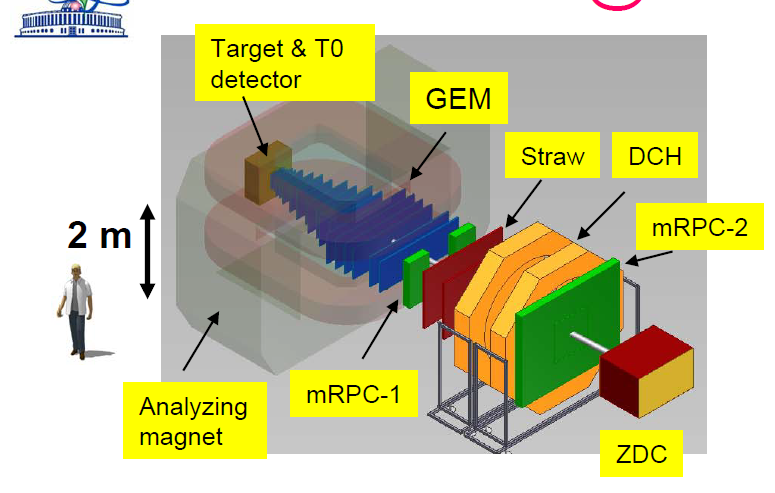 Target & T0
detector
GEM
Straw
DCH
mRPC-2
2 m
mRPC-1
Analyzing
magnet
ZDC